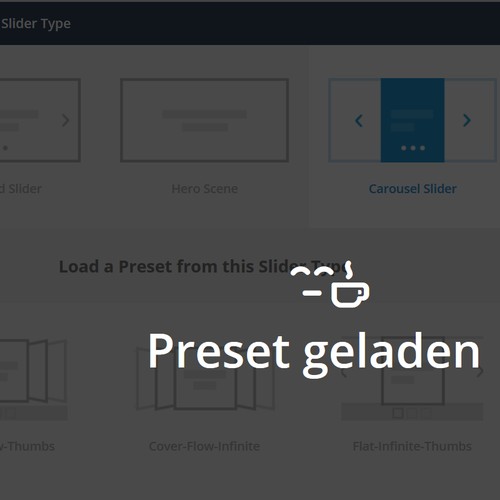 Slider Type
d Slider
Hero Scene
Carousel Slider
Load a Preset from this Slider Type
Preset geladen
w-Thumbs
Cover-Flow-Infinite
Flat-Infinite-Thumbs